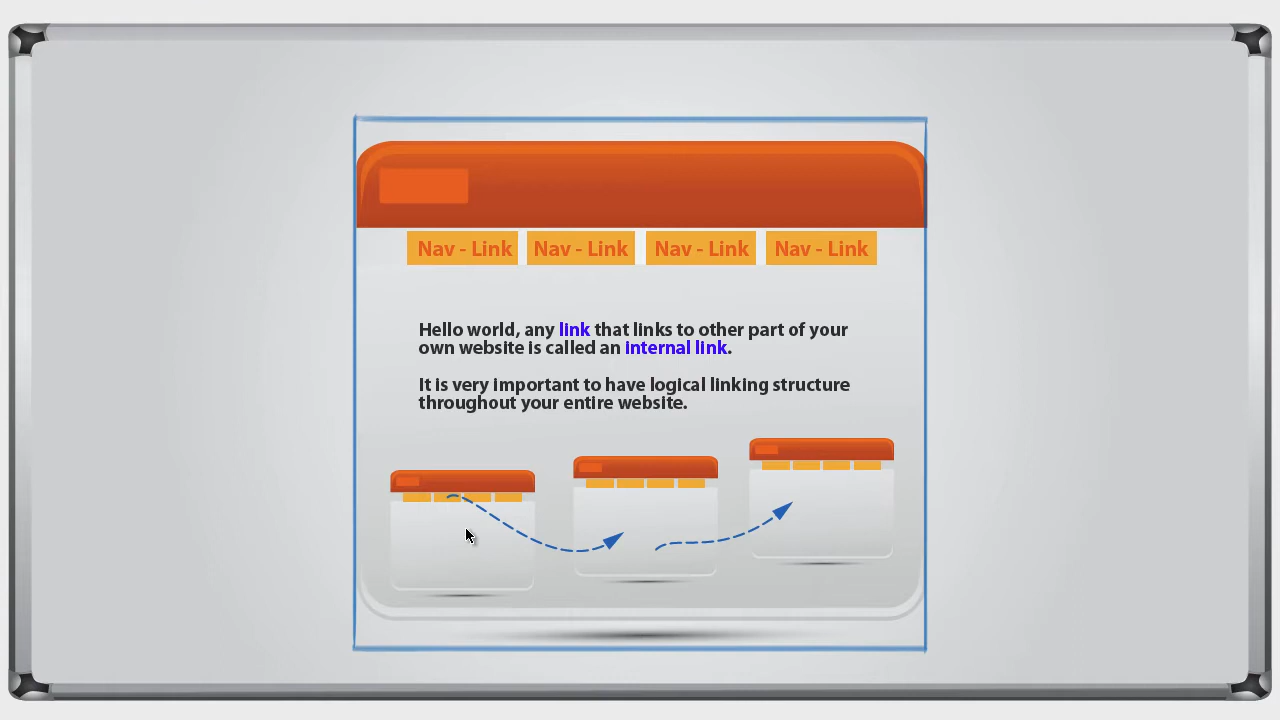 Nav - Link Nav - Link Nav - Link Nav - Link
Hello world, any link that links to other part of your
own website is called an internal link.
It is very important to have logical linking structure
throughout your entire website.